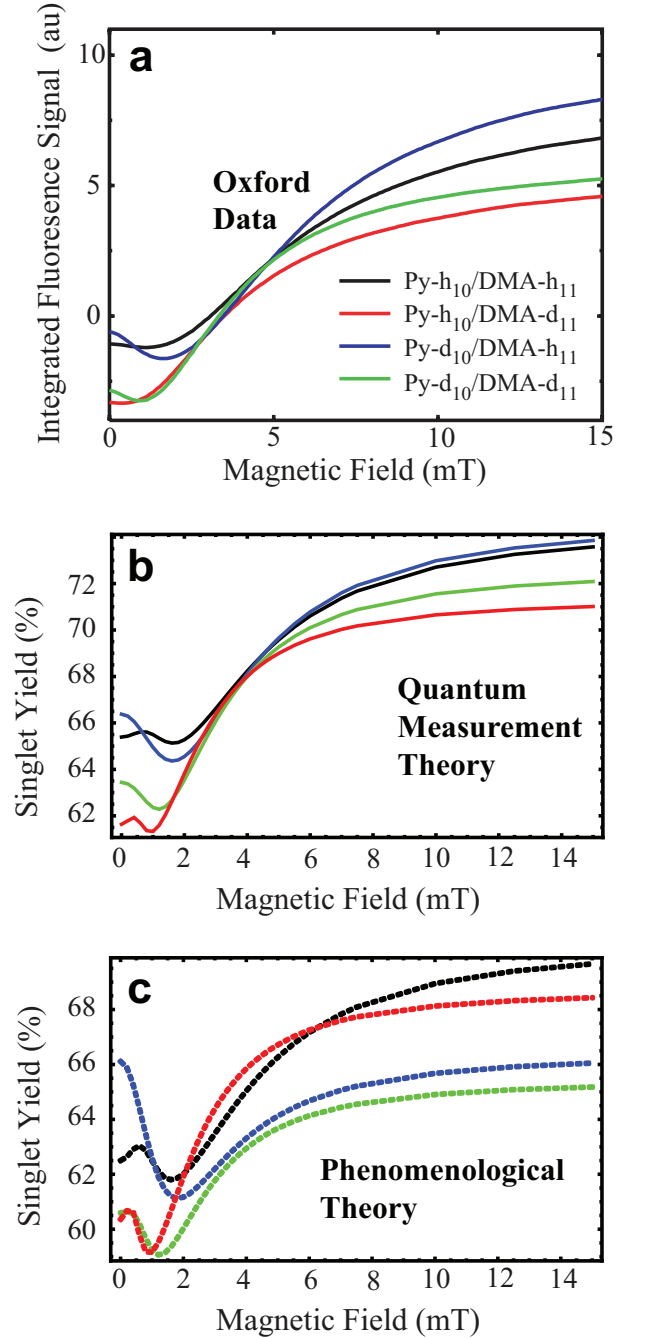 a
Integrated Fluoresence Signal (au)
10
5
0
Oxford
Data
Py-h10/DMA-h11
Py-h10/DMA-d11
Py-d10/DMA-h11
Py-d10/DMA-d11
0 5 10 15
Magnetic Field (mT)
b
Singlet Yield (%)
72
70
68
66
64
62
Quantum
Measurement
Theory
0 2 4 6 8 10 12 14
Magnetic Field (mT)
c
Singlet Yield (%)
68
66
64
62
60
Phenomenological
Theory
0 2 4 6 8 10 12 14
Magnetic Field (mT)